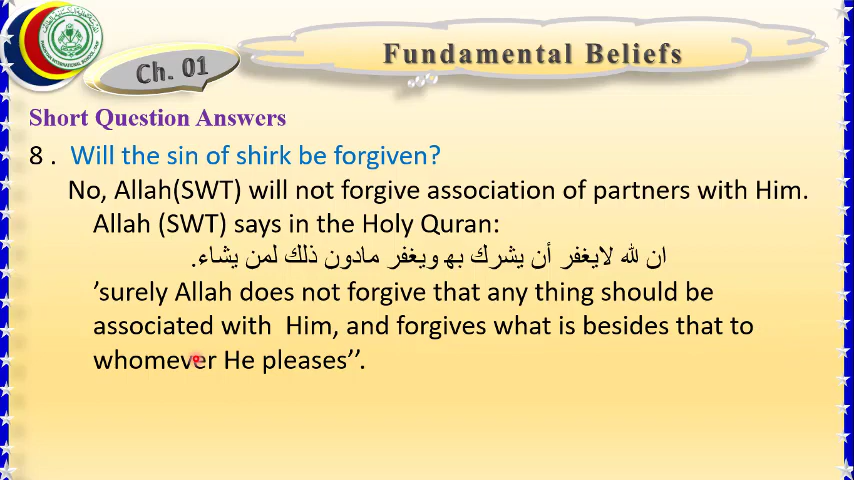 Ch. 01
Fundamental Beliefs
Short Question Answers
8 . Will the sin of shirk be forgiven?
No, Allah(SWT) will not forgive association of partners with Him.
Allah (SWT) says in the Holy Quran:
ان لله لايغفر أن يشرك بھ ويغفر مادون ذلك لمن يشاء.
’surely Allah does not forgive that any thing should be
associated with Him, and forgives what is besides that to
whomever He pleases’’.